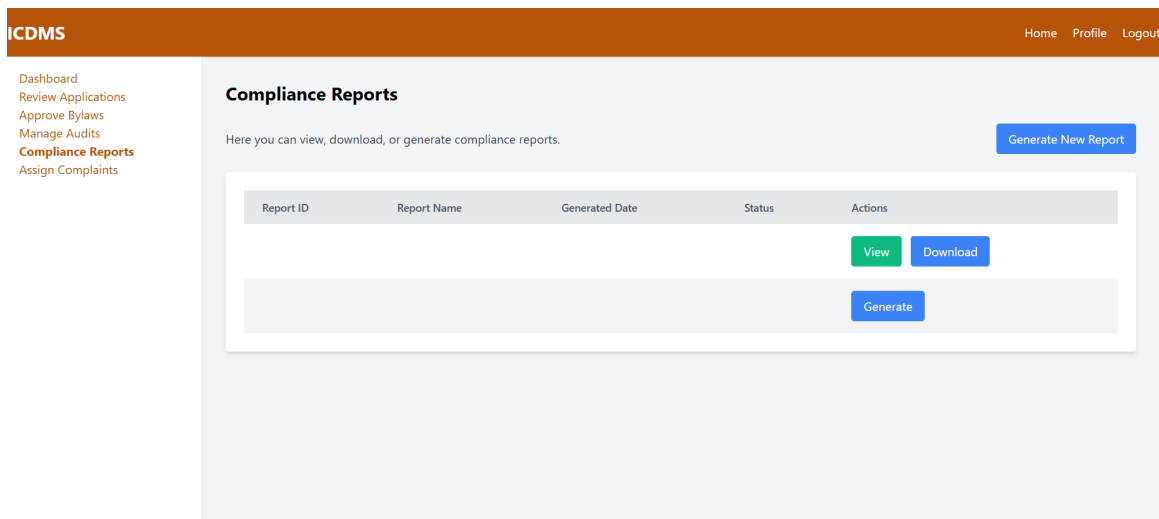 ICDMS
Home Profile Logout
Dashboard
Review Applications
Approve Bylaws
Manage Audits
Compliance Reports
Assign Complaints
Compliance Reports
Here you can view, download, or generate compliance reports.
Generate New Report
Report ID Report Name Generated Date Status Actions
View Download
Generate